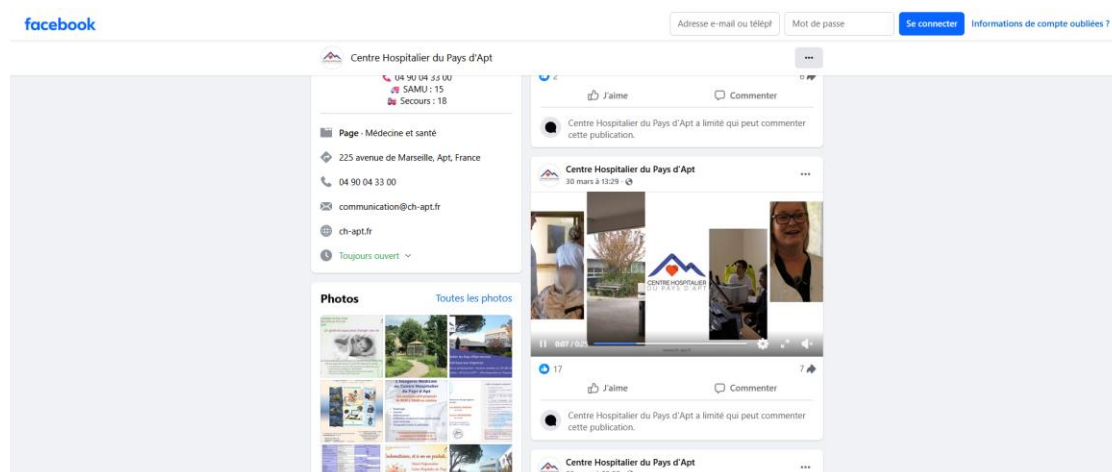 facebook
Adresse e-mail ou téléph
Mot de passe
Se connecter
Informations de compte oubliées ?
Centre Hospitalier du Pays d'Apt
04 90 04 33 00
SAMU : 15
Secours : 18
Page · Médecine et santé
225 avenue de Marseille, Apt, France
04 90 04 33 00
communication@ch-apt.fr
ch-apt.fr
Toujours ouvert
Photos
Toutes les photos
2
6
J'aime
Commenter
Centre Hospitalier du Pays d'Apt a limité qui peut commenter
cette publication.
Centre Hospitalier du Pays d'Apt
30 mars à 13:29
CENTRE HOSPITALIER
DU PAYS D'APT
17
7
J'aime
Commenter
Centre Hospitalier du Pays d'Apt a limité qui peut commenter
cette publication.
Centre Hospitalier du Pays d'Apt